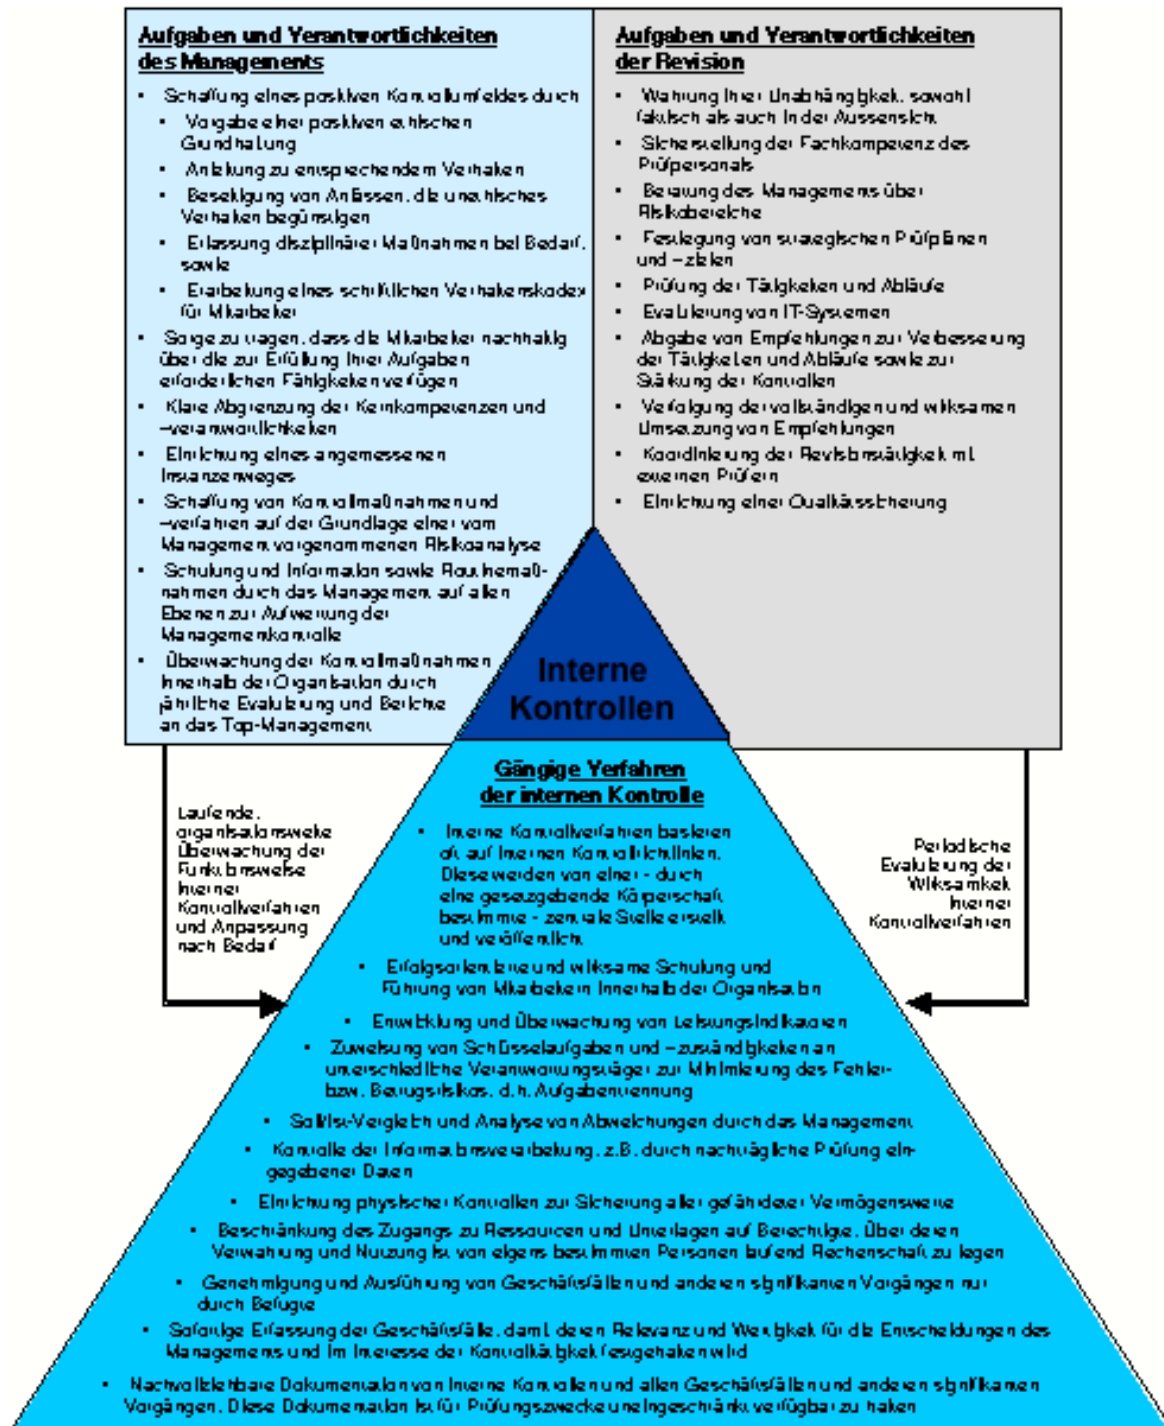 Aufgaben und Verantwortlichkeiten
des Managements
• Schaffung eines positiven Kontrollumfeldes durch
• Vorgabe einer positiven ethischen
Grundhaltung
• Anleitung zu entsprechendem Verhalten
• Beseitigung von Anlässen, die unethisches
Verhalten begünstigen
• Erlassung disziplinärer Maßnahmen bei Bedarf,
sowie
• Erarbeitung eines schriftlichen Verhaltenskodex
für Mitarbeiter
• Sorge zu tragen, dass die Mitarbeiter nachhaltig
über die zur Erfüllung ihrer Aufgaben
erforderlichen Fähigkeiten verfügen
• Klare Abgrenzung der Kernkompetenzen und
–verantwortlichkeiten
• Einrichtung eines angemessenen
Instanzenweges
• Schaffung von Kontrollmaßnahmen und
–verfahren auf der Grundlage einer vom
Management vorgenommenen Risikoanalyse
• Schulung und Information sowie Routinemaß-
nahmen durch das Management auf allen
Ebenen zur Aufwertung der
Managementkontrolle
• Überwachung der Kontrollmaßnahmen
innerhalb der Organisation durch
jährliche Evaluierung und Berichte
an das Top-Management
Aufgaben und Verantwortlichkeiten
der Revision
• Wahrung ihrer Unabhängigkeit, sowohl
faktisch als auch in der Aussensicht
• Sicherstellung der Fachkompetenz des
Prüfpersonals
• Beratung des Managements über
Risikobereiche
• Festlegung von strategischen Prüfplänen
und –zielen
• Prüfung der Tätigkeiten und Abläufe
• Evaluierung von IT-Systemen
• Abgabe von Empfehlungen zur Verbesserung
der Tätigkeiten und Abläufe sowie zur
Stärkung der Kontrollen
• Verfolgung der vollständigen und wirksamen
Umsetzung von Empfehlungen
• Koordinierung der Revisionstätigkeit mit
externen Prüfern
• Einrichtung einer Qualitätssicherung
Interne
Kontrollen
Laufende,
organisationsweite
Überwachung der
Funktionsweise
interner
Kontrollverfahren
und Anpassung
nach Bedarf
Periodische
Evaluierung der
Wirksamkeit
interner
Kontrollverfahren
Gängige Verfahren
der internen Kontrolle
• Interne Kontrollverfahren basieren
oft auf internen Kontrollrichtlinien.
Diese werden von einer - durch
eine gesetzgebende Körperschaft
bestimmte - zentrale Stelle erstellt
und veröffentlicht
• Erfolgsorientierte und wirksame Schulung und
Führung von Mitarbeitern innerhalb der Organisation
• Entwicklung und Überwachung von Leistungsindikatoren
• Zuweisung von Schüsselaufgaben und –zuständigkeiten an
unterschiedliche Verantwortungsträger zur Minimierung des Fehler-
bzw. Betrugsrisikos, d.h. Aufgabentrennung
• Soll/Ist-Vergleich und Analyse von Abweichungen durch das Management
• Kontrolle der Informationsverarbeitung, z.B. durch nachträgliche Prüfung ein-
gegebener Daten
• Einrichtung physischer Kontrollen zur Sicherung aller gefährdeter Vermögenswerte
• Beschränkung des Zugangs zu Ressourcen und Unterlagen auf Berechtigte. Über deren
Verwahrung und Nutzung ist von eigens bestimmten Personen laufend Rechenschaft zu legen
• Genehmigung und Ausführung von Geschäftsfällen und anderen signifikanten Vorgängen nur
durch Befugte
• Sofortige Erfassung der Geschäftsfälle, damit deren Relevanz und Wertigkeit für die Entscheidungen des
Managements und im Interesse der Kontrolltätigkeit festgehalten wird
• Nachvollziehbare Dokumentation von Interne Kontrollen und allen Geschäftsfällen und anderen signifikanten
Vorgängen. Diese Dokumentation ist für Prüfungszwecke uneingeschränkt verfügbar zu halten